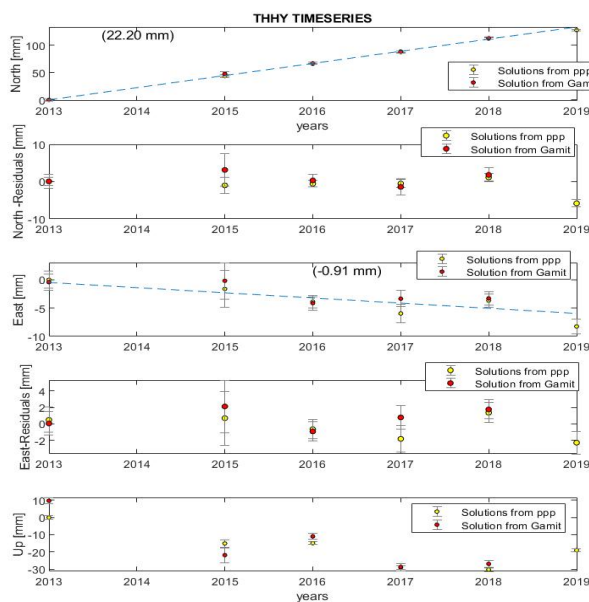 THHY TIMESERIES
North [mm]
100
50
0
(22.20 mm)
Solutions from ppp
Solution from Gamit
2013 2014 2015 2016 2017 2018 2019
years
North -Residuals [mm]
10
0
-10
Solutions from ppp
Solution from Gamit
2013 2014 2015 2016 2017 2018 2019
East [mm]
0
-5
-10
(-0.91 mm)
Solutions from ppp
Solution from Gamit
2013 2014 2015 2016 2017 2018 2019
East-Residuals [mm]
4
2
0
-2
Solutions from ppp
Solution from Gamit
2013 2014 2015 2016 2017 2018 2019
Up [mm]
10
0
-10
-20
-30
Solutions from ppp
Solution from Gamit
2013 2014 2015 2016 2017 2018 2019
years